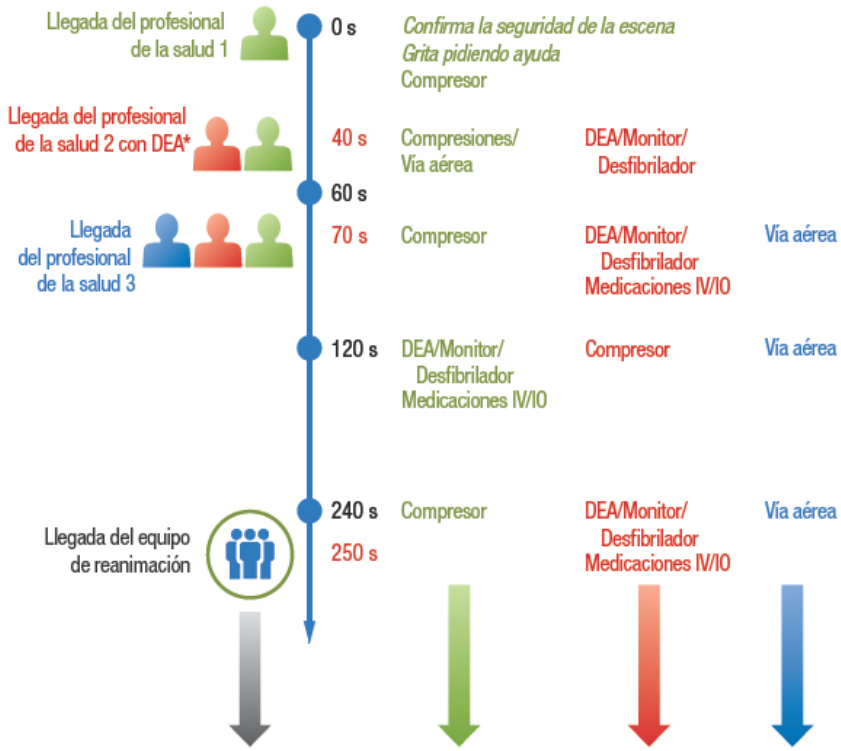 Llegada del profesional
de la salud 1
0 s
Confirma la seguridad de la escena
Grita pidiendo ayuda
Compresor
Llegada del profesional
de la salud 2 con DEA*
40 s
Compresiones/
Vía aérea
DEA/Monitor/
Desfibrilador
60 s
Llegada
del profesional
de la salud 3
70 s
Compresor
DEA/Monitor/
Desfibrilador
Medicaciones IV/IO
Vía aérea
120 s
DEA/Monitor/
Desfibrilador
Medicaciones IV/IO
Compresor
Vía aérea
240 s
Compresor
DEA/Monitor/
Desfibrilador
Medicaciones IV/IO
Vía aérea
Llegada del equipo
de reanimación
250 s